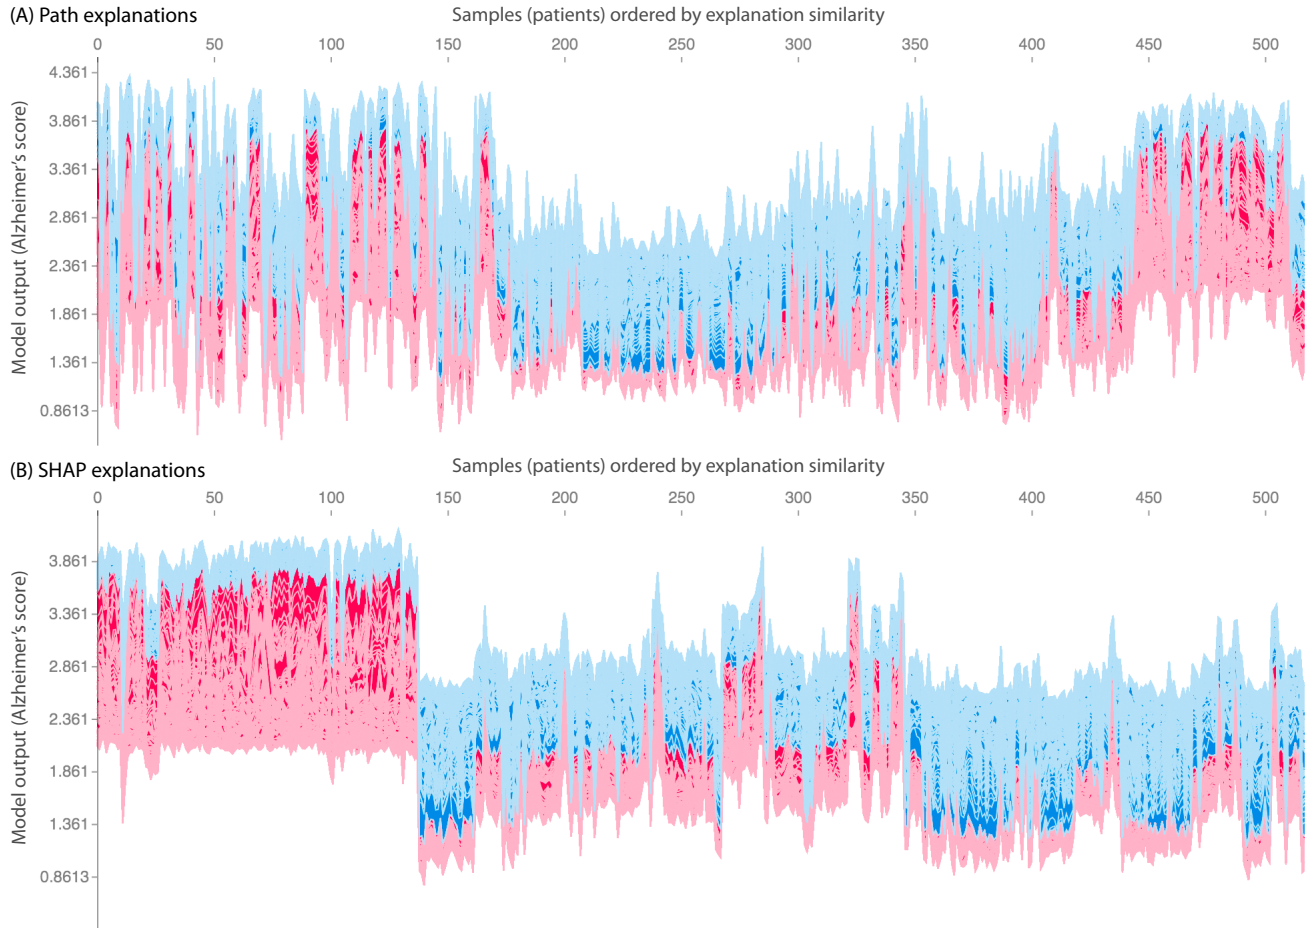 (A) Path explanations
Samples (patients) ordered by explanation similarity
0 50 100 150 200 250 300 350 400 450 500
4.361
3.861
3.361
2.861
2.361
1.861
1.361
0.8613
Model output (Alzheimer's score)
(B) SHAP explanations
Samples (patients) ordered by explanation similarity
0 50 100 150 200 250 300 350 400 450 500
3.861
3.361
2.861
2.361
1.861
1.361
0.8613
Model output (Alzheimer's score)